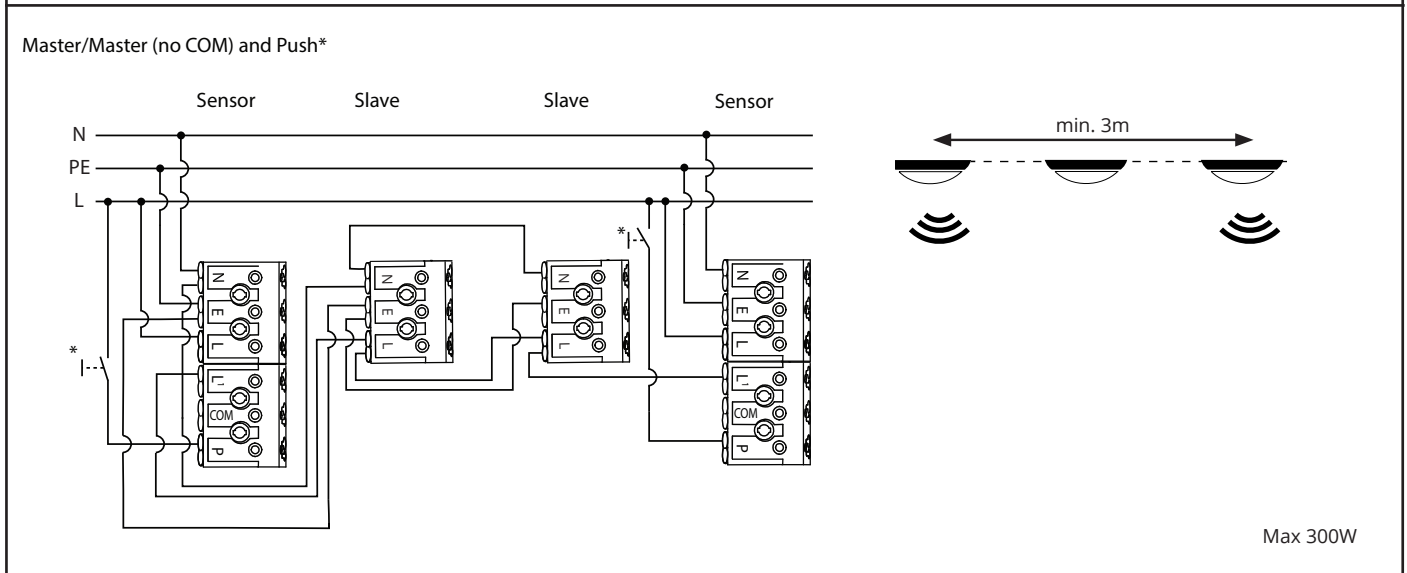 Master/Master (no COM) and Push*
Sensor Slave Slave Sensor
N
PE
L
min. 3m
*
*
N
E
L
L'
COM
P
N
E
L
N
E
L
N
E
L
L'
COM
P
Max 300W